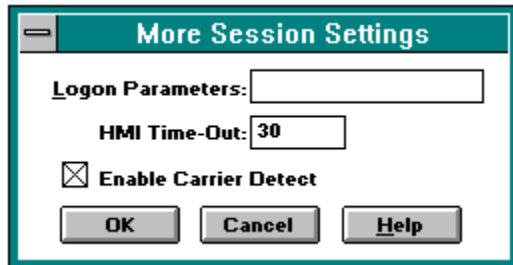 More Session Settings
Logon Parameters:
HMI Time-Out: 30
Enable Carrier Detect
OK Cancel Help